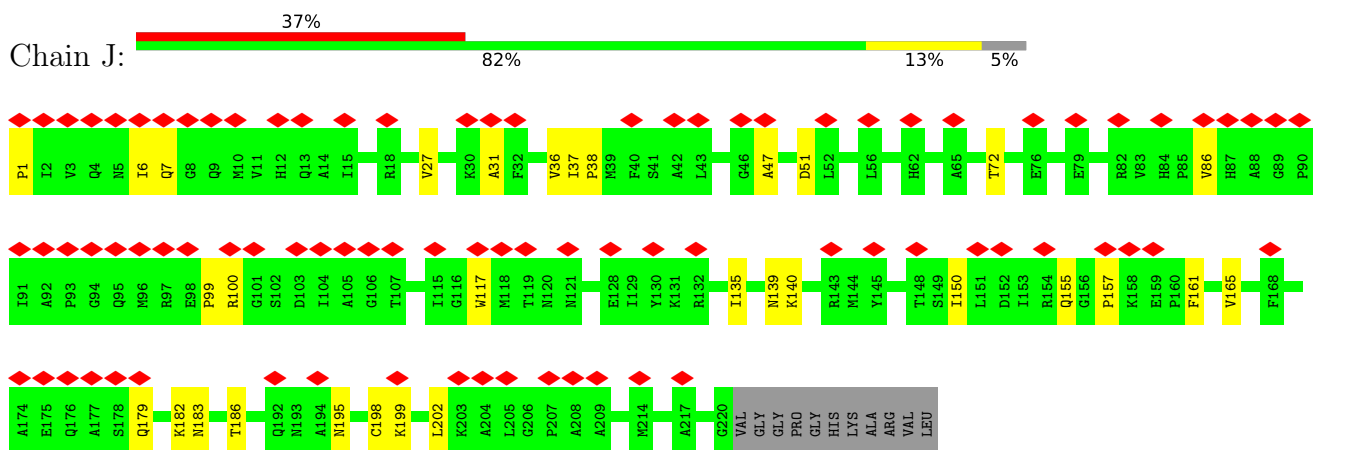 37%
Chain J:
82% 13% 5%
P1 I2 V3 Q4 N5 I6 Q7 G8 Q9 M10 V11 H12 Q13 A14 I15 R18 V27 K30 A31 F32 V36 I37 P38 M39 F40 S41 A42 L43 G46 A47 D51 L52 L56 H62 A65 T72 E76 E79 R82 V83 H84 P85 V86 H87 A88 G89 P90
I91 A92 P93 G94 Q95 M96 R97 E98 P99 R100 G101 S102 D103 I104 A105 G106 T107 I115 G116 W117 M118 T119 N120 N121 E128 I129 Y130 K131 R132 I135 N139 K140 R143 M144 Y145 T148 S149 I150 L151 D152 I153 R154 Q155 G156 P157 K158 E159 P160 F161 V165 F168
A174 E175 Q176 A177 S178 Q179 K182 N183 T186 Q192 N193 A194 N195 C198 K199 L202 K203 A204 L205 G206 P207 A208 A209 M214 A217 G220 VAL GLY GLY PRO GLY HIS LYS ALA ARG VAL LEU